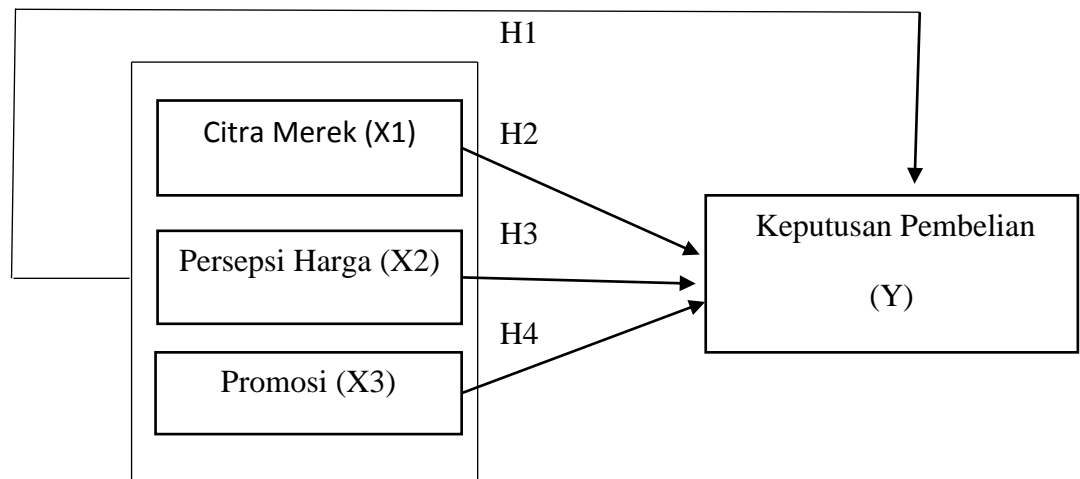 H1
Citra Merek (X1)
H2
Persepsi Harga (X2)
H3
Keputusan Pembelian
(Y)
H4
Promosi (X3)